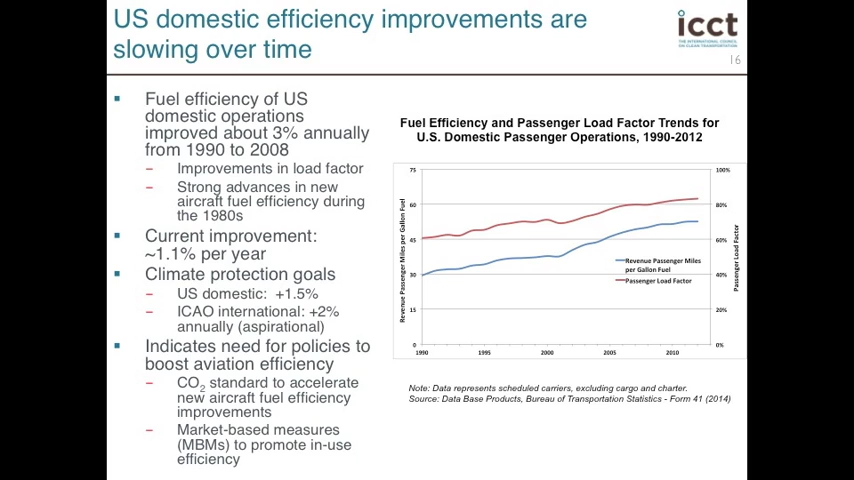 US domestic efficiency improvements are
slowing over time
icct
THE INTERNATIONAL COUNCIL
ON CLEAN TRANSPORTATION
16
Fuel efficiency of US
domestic operations
improved about 3% annually
from 1990 to 2008
– Improvements in load factor
– Strong advances in new
aircraft fuel efficiency during
the 1980s
Current improvement:
~1.1% per year
Climate protection goals
– US domestic: +1.5%
– ICAO international: +2%
annually (aspirational)
Indicates need for policies to
boost aviation efficiency
– CO2 standard to accelerate
new aircraft fuel efficiency
improvements
– Market-based measures
(MBMs) to promote in-use
efficiency
Fuel Efficiency and Passenger Load Factor Trends for
U.S. Domestic Passenger Operations, 1990-2012
Revenue Passenger Miles per Gallon Fuel
75
60
45
30
15
0
1990
1995
2000
2005
2010
100%
80%
60%
40%
20%
0%
Passenger Load Factor
Revenue Passenger Miles
per Gallon Fuel
Passenger Load Factor
Note: Data represents scheduled carriers, excluding cargo and charter.
Source: Data Base Products, Bureau of Transportation Statistics - Form 41 (2014)